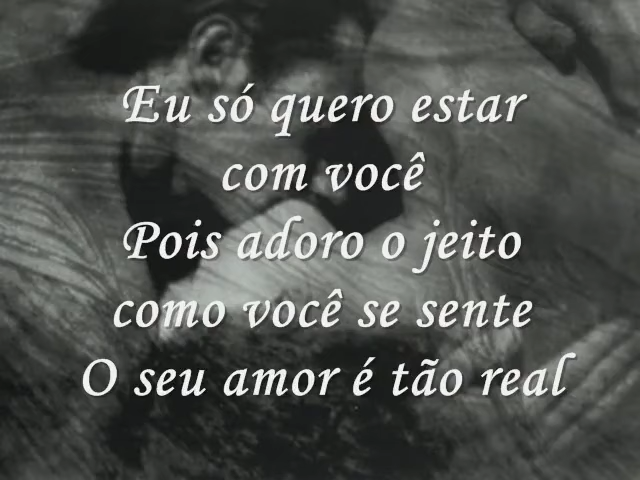 Eu só quero estar
com você
Pois adoro o jeito
como você se sente
O seu amor é tão real